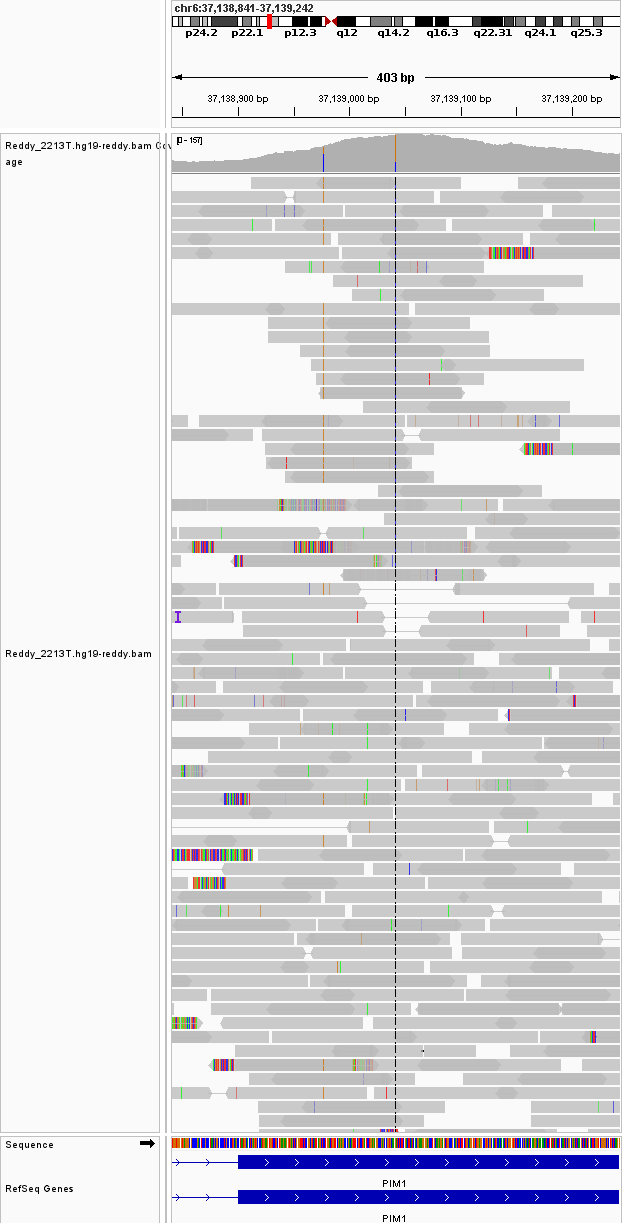 chr6:37,138,841-37,139,242
p24.2 p22.1 p12.3 q12 q14.2 q16.3 q22.31 q24.1 q25.3
403 bp
37,138,900 bp 37,139,000 bp 37,139,100 bp 37,139,200 bp
[0 - 157]
Reddy_2213T.hg19-reddy.bam Cov
age
Reddy_2213T.hg19-reddy.bam
Sequence
PIM1
RefSeq Genes
PIM1